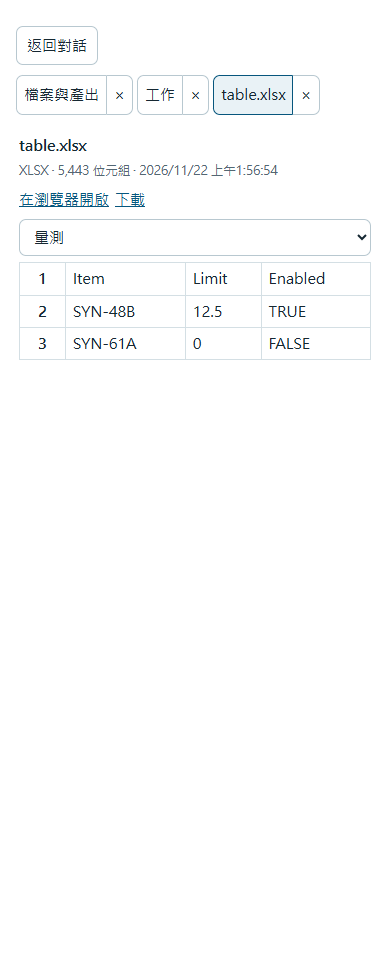 返回對話
檔案與產出 × 工作 × table.xlsx ×
table.xlsx
XLSX · 5,443 位元組 · 2026/11/22 上午1:56:54
在瀏覽器開啟 下載
量測
1 Item Limit Enabled
2 SYN-48B 12.5 TRUE
3 SYN-61A 0 FALSE